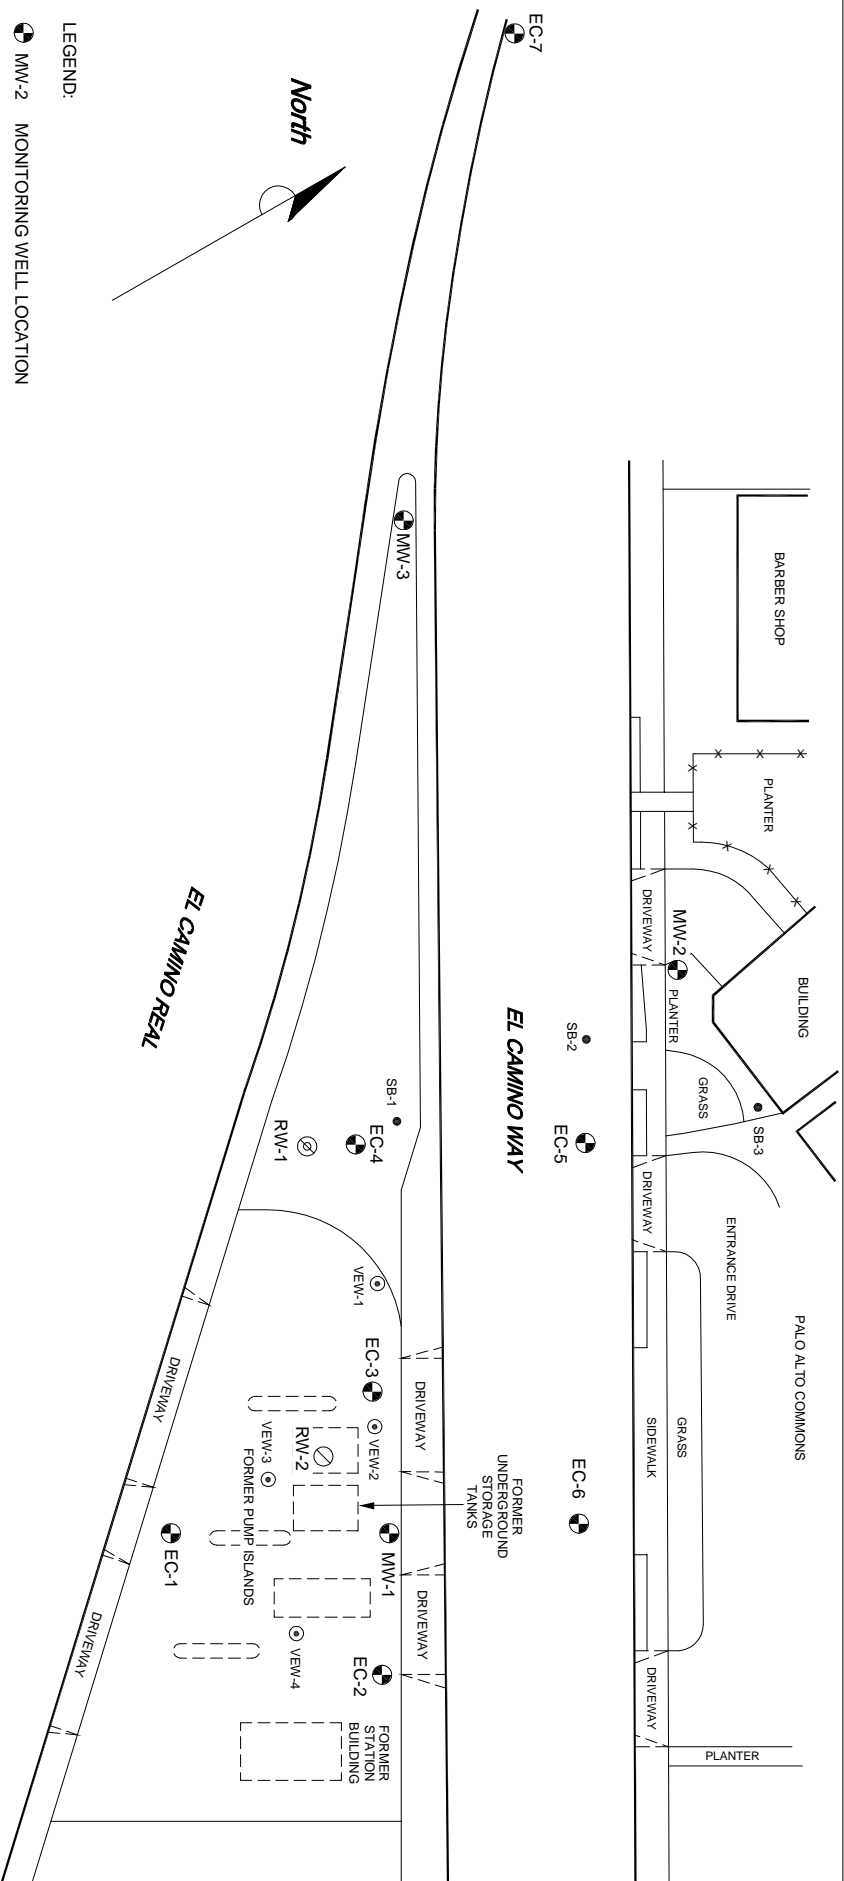 EC-7
LEGEND:
MW-2 MONITORING WELL LOCATION
North
MW-3
BARBER SHOP
PLANTER
DRIVEWAY
MW-2
PLANTER
BUILDING
EL CAMINO REAL
EL CAMINO WAY
SB-2
GRASS
SB-3
SB-1
EC-4
RW-1
EC-5
DRIVEWAY
ENTRANCE DRIVE
PALO ALTO COMMONS
VEW-1
EC-3
DRIVEWAY
DRIVEWAY
VEW-2
RW-2
VEW-3
FORMER PUMP ISLANDS
FORMER
UNDERGROUND
STORAGE
TANKS
EC-6
SIDEWALK
GRASS
EC-1
MW-1
DRIVEWAY
DRIVEWAY
VEW-4
EC-2
DRIVEWAY
FORMER
STATION
BUILDING
PLANTER